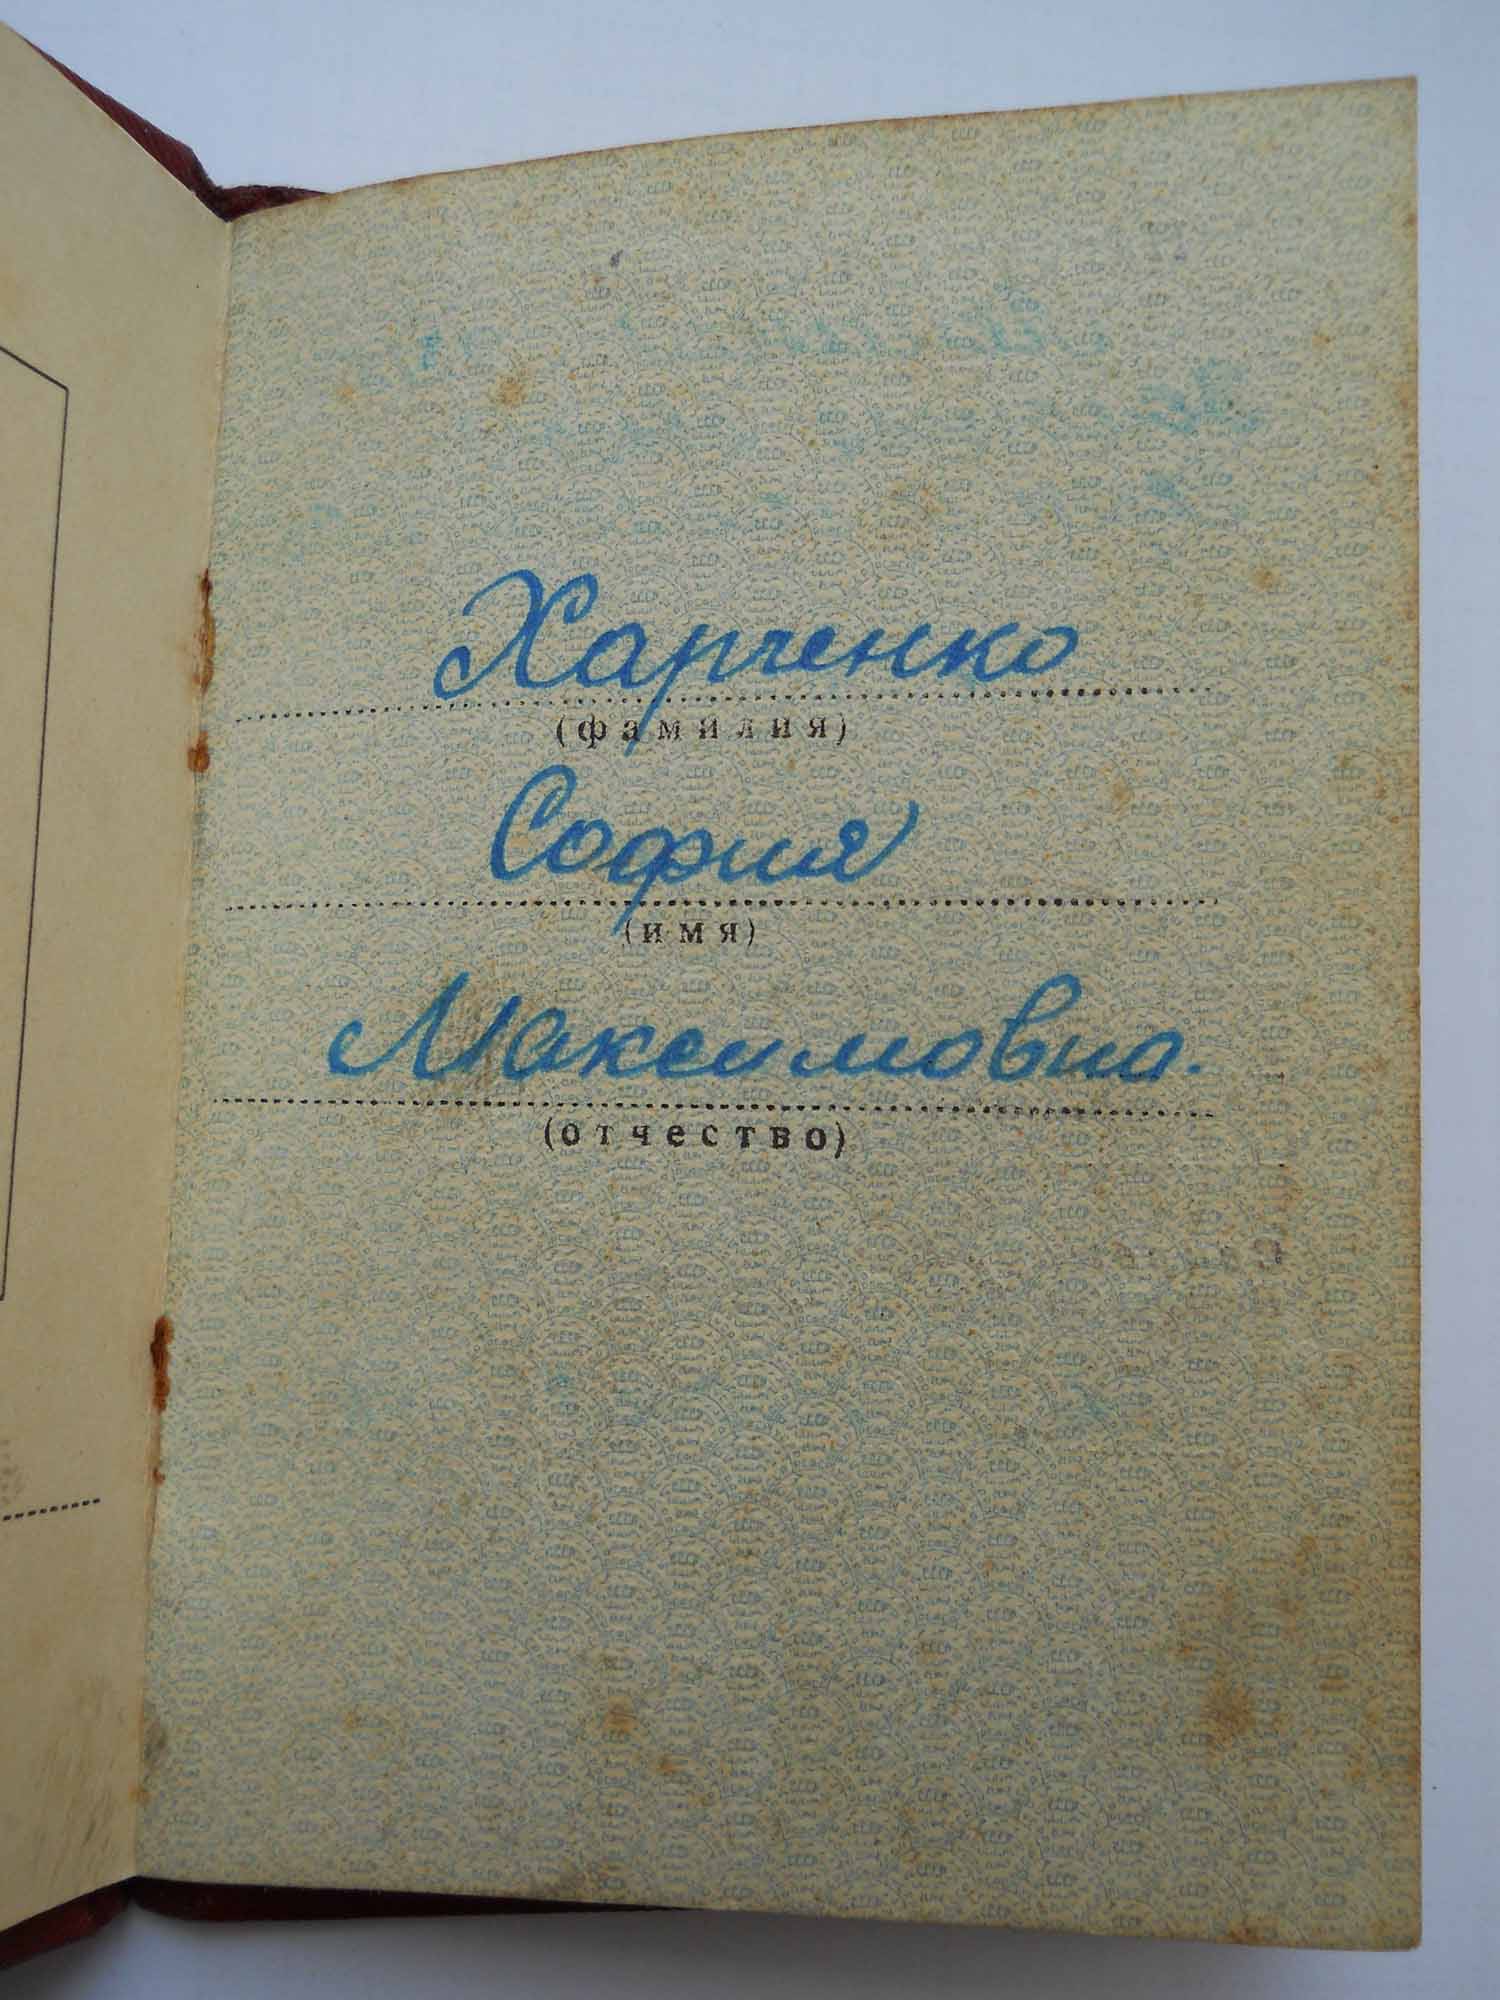 Харченко
(фамилия)
София
(имя)
Максимовна.
(отчество)